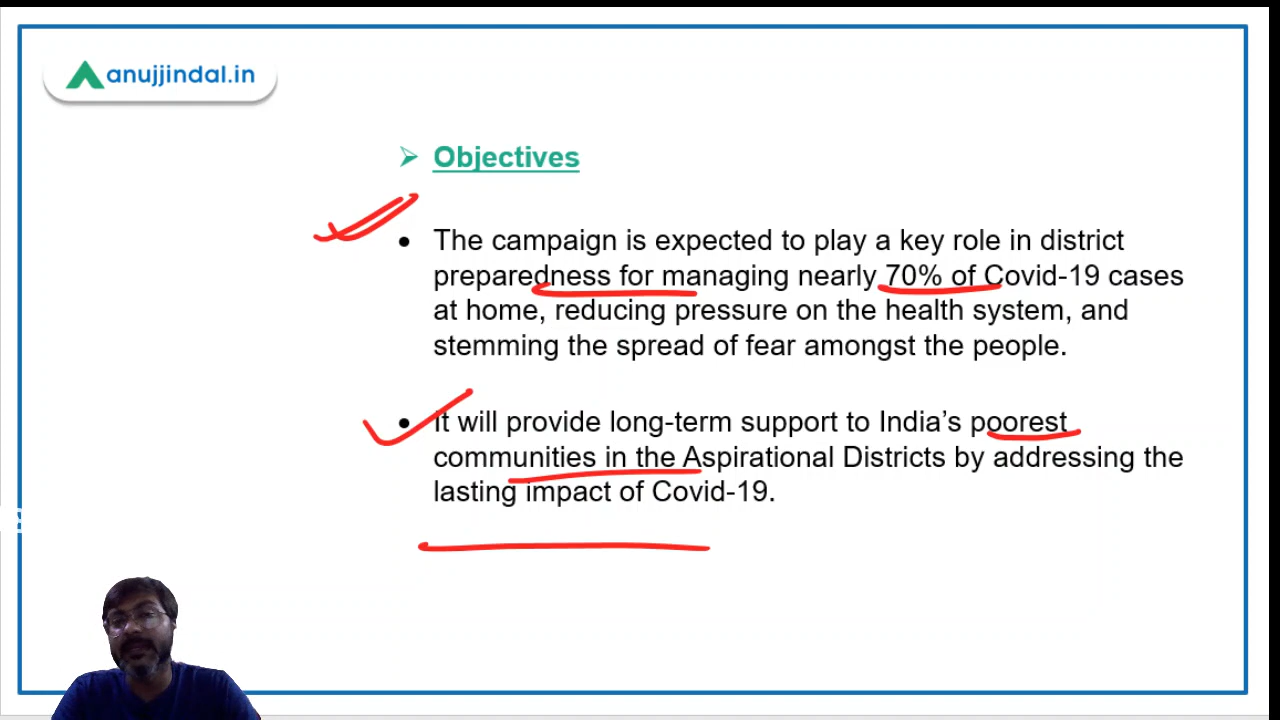 anujjindal.in
Objectives
The campaign is expected to play a key role in district
preparedness for managing nearly 70% of Covid-19 cases
at home, reducing pressure on the health system, and
stemming the spread of fear amongst the people.
It will provide long-term support to India’s poorest
communities in the Aspirational Districts by addressing the
lasting impact of Covid-19.